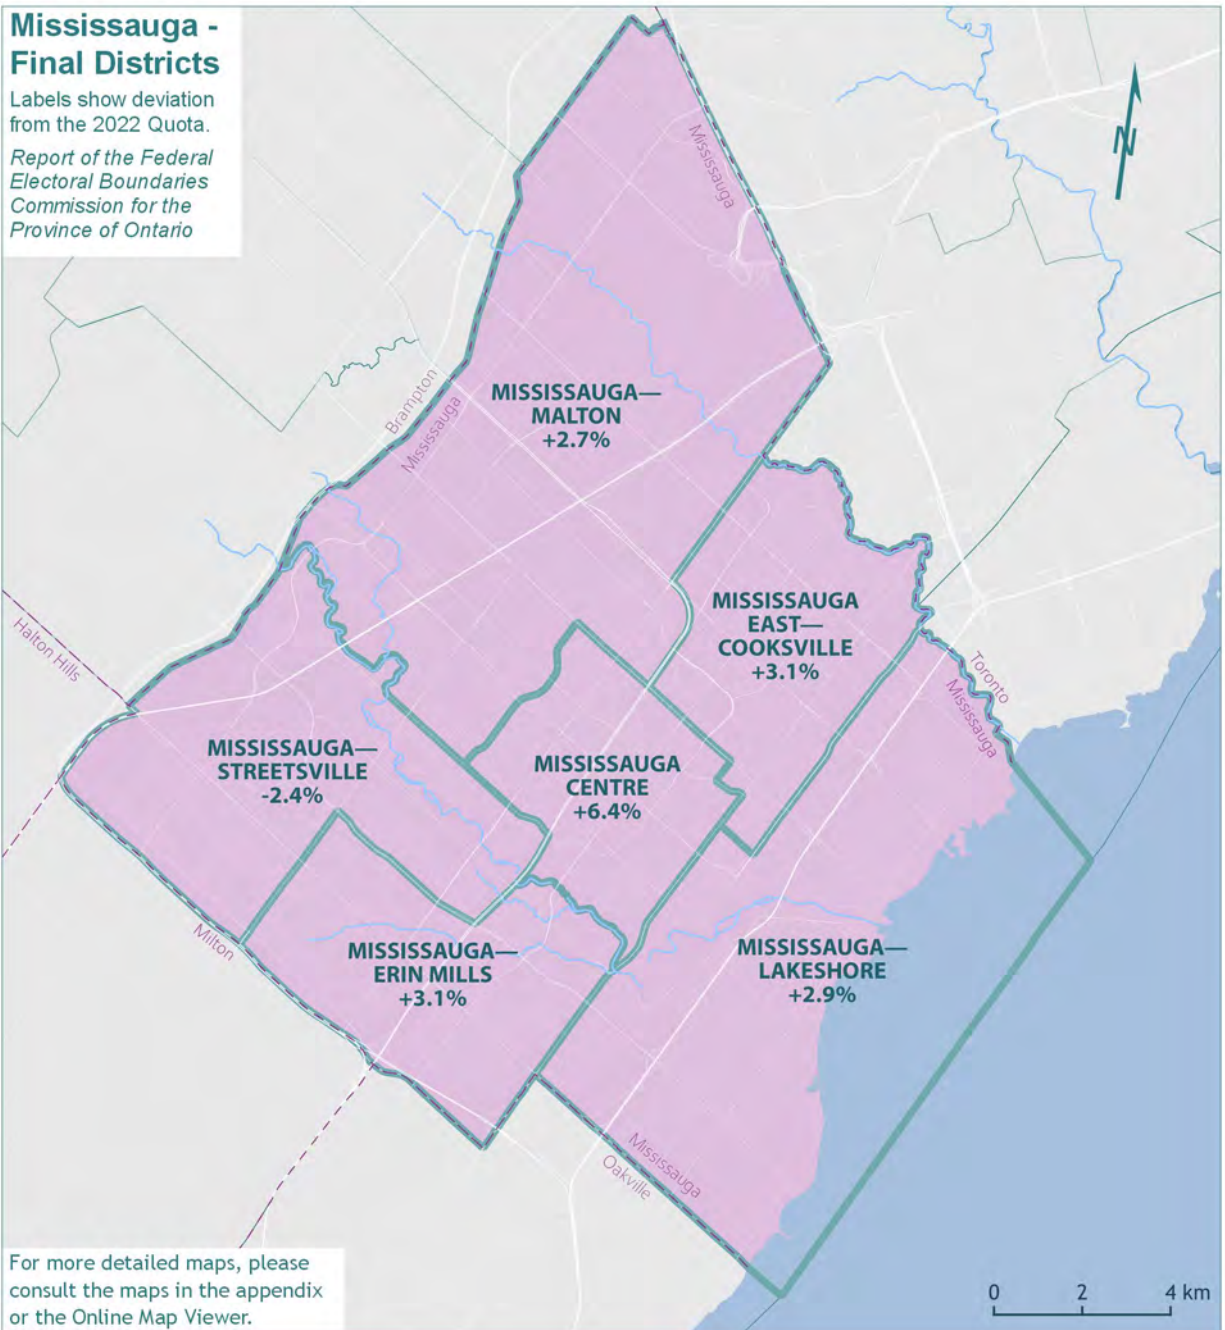 Mississauga -
Final Districts
Labels show deviation
from the 2022 Quota.
Report of the Federal
Electoral Boundaries
Commission for the
Province of Ontario
Mississauga
N
Brampton
Mississauga
MISSISSAUGA—
MALTON
+2.7%
MISSISSAUGA
EAST—
COOKSVILLE
+3.1%
Halton Hills
Toronto
Mississauga
MISSISSAUGA—
STREETSVILLE
-2.4%
MISSISSAUGA
CENTRE
+6.4%
Milton
MISSISSAUGA—
ERIN MILLS
+3.1%
MISSISSAUGA—
LAKESHORE
+2.9%
Mississauga
Oakville
For more detailed maps, please
consult the maps in the appendix
or the Online Map Viewer.
0 2 4 km